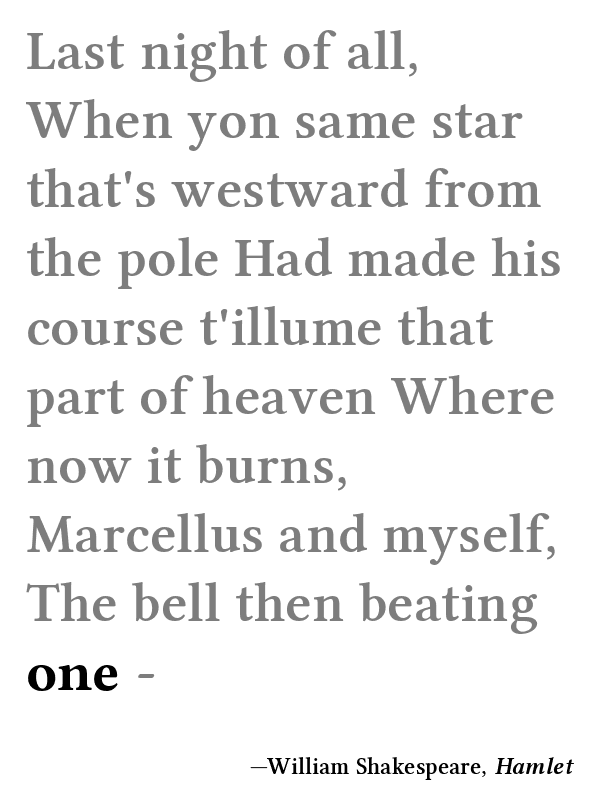 Last night of all,
When yon same star
that's westward from
the pole Had made his
course t'illume that
part of heaven Where
now it burns,
Marcellus and myself,
The bell then beating
one -
—William Shakespeare, Hamlet